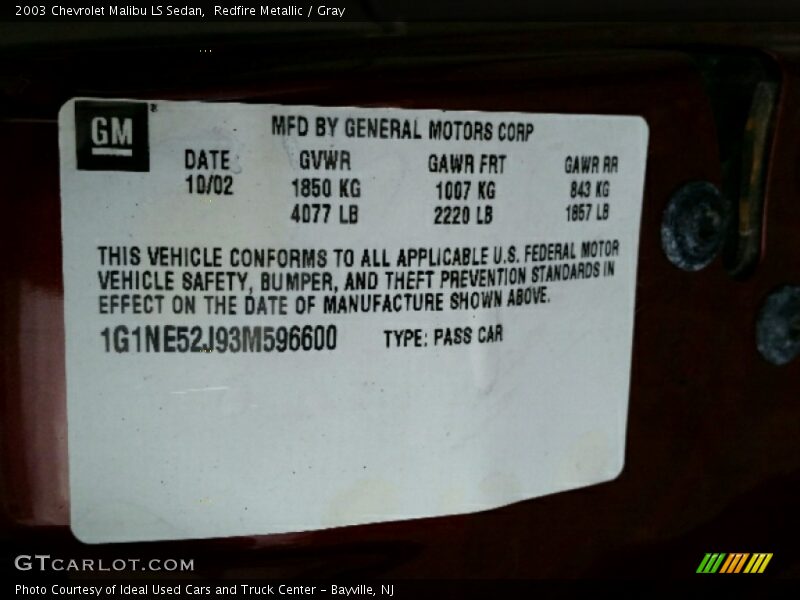 2003 Chevrolet Malibu LS Sedan,  Redfire Metallic / Gray
GM®
MFD BY GENERAL MOTORS CORP
DATE GVWR GAWR FRT GAWR RR
10/02 1850 KG 1007 KG 843 KG
4077 LB 2220 LB 1857 LB
THIS VEHICLE CONFORMS TO ALL APPLICABLE U.S. FEDERAL MOTOR
VEHICLE SAFETY, BUMPER, AND THEFT PREVENTION STANDARDS IN
EFFECT ON THE DATE OF MANUFACTURE SHOWN ABOVE.
1G1NE52J93M596600 TYPE: PASS CAR
GTCARLOT.COM
Photo Courtesy of Ideal Used Cars and Truck Center - Bayville, NJ